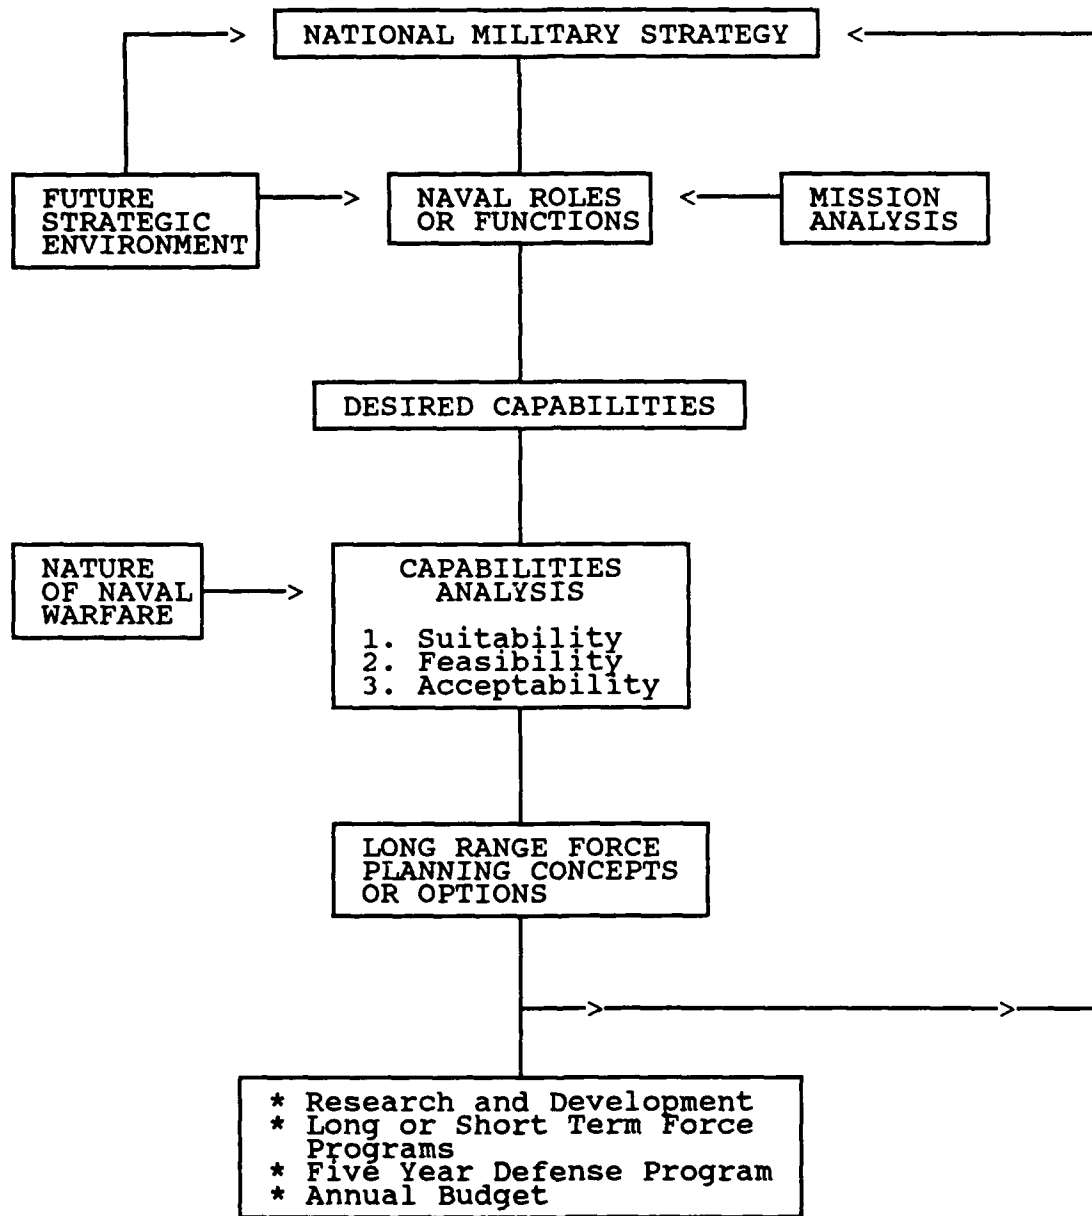 NATIONAL MILITARY STRATEGY
FUTURE
STRATEGIC
ENVIRONMENT
NAVAL ROLES
OR FUNCTIONS
MISSION
ANALYSIS
DESIRED CAPABILITIES
NATURE
OF NAVAL
WARFARE
CAPABILITIES
ANALYSIS
1. Suitability
2. Feasibility
3. Acceptability
LONG RANGE FORCE
PLANNING CONCEPTS
OR OPTIONS
* Research and Development
* Long or Short Term Force
Programs
* Five Year Defense Program
* Annual Budget